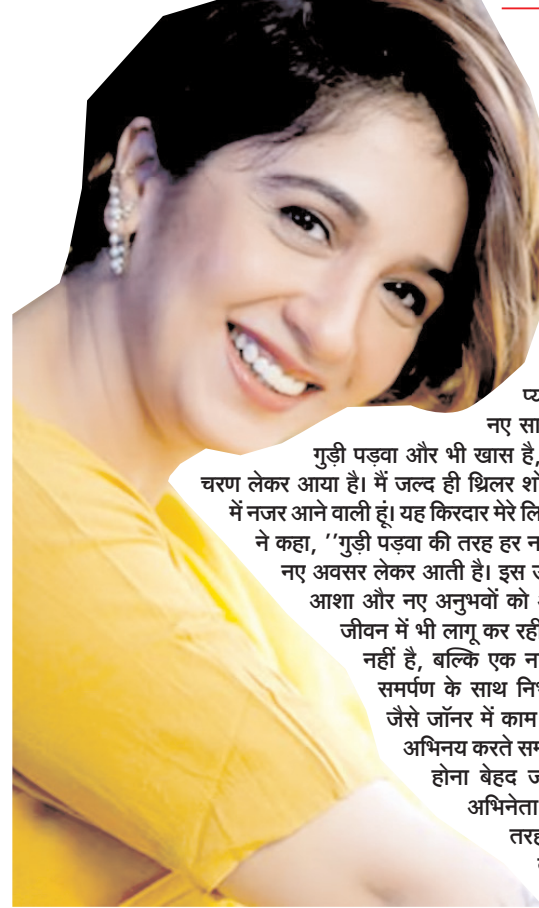 नए
गुड़ी पड़वा और भी खास है,
चरण लेकर आया है। मैं जल्द ही थ्रिलर
में नजर आने वाली हूं। यह किरदार मेरे
ने कहा, ''गुड़ी पड़वा की तरह हर
नए अवसर लेकर आती है। इस
आशा और नए अनुभवों को
जीवन में भी लागू कर रही
नहीं है, बल्कि एक
समर्पण के साथ
जैसे जॉनर में काम
अभिनय करते
होना बेहद
अभिनेता